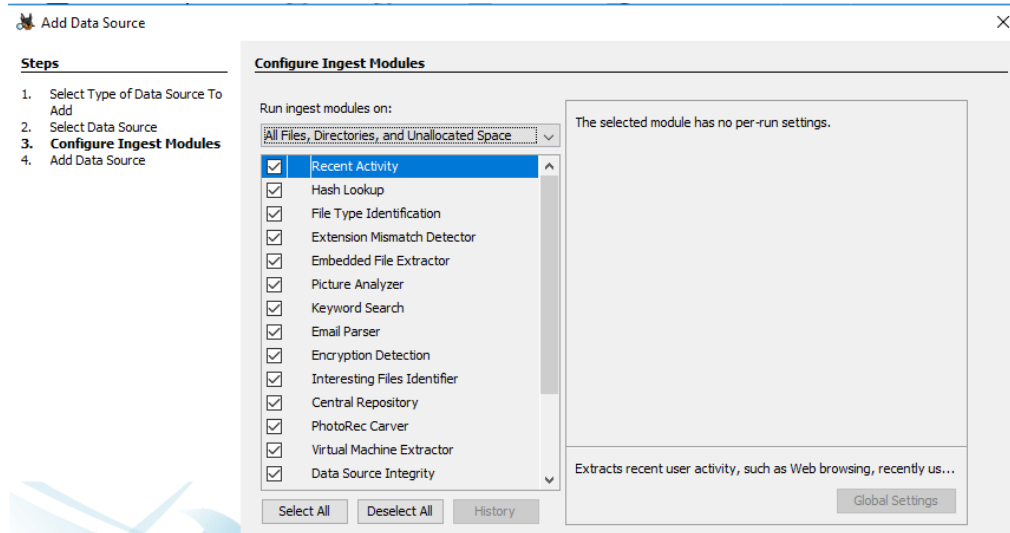 Add Data Source
Steps
1. Select Type of Data Source To
Add
2. Select Data Source
3. Configure Ingest Modules
4. Add Data Source
Configure Ingest Modules
Run ingest modules on:
All Files, Directories, and Unallocated Space
Recent Activity
Hash Lookup
File Type Identification
Extension Mismatch Detector
Embedded File Extractor
Picture Analyzer
Keyword Search
Email Parser
Encryption Detection
Interesting Files Identifier
Central Repository
PhotoRec Carver
Virtual Machine Extractor
Data Source Integrity
Select All
Deselect All
History
The selected module has no per-run settings.
Extracts recent user activity, such as Web browsing, recently us...
Global Settings